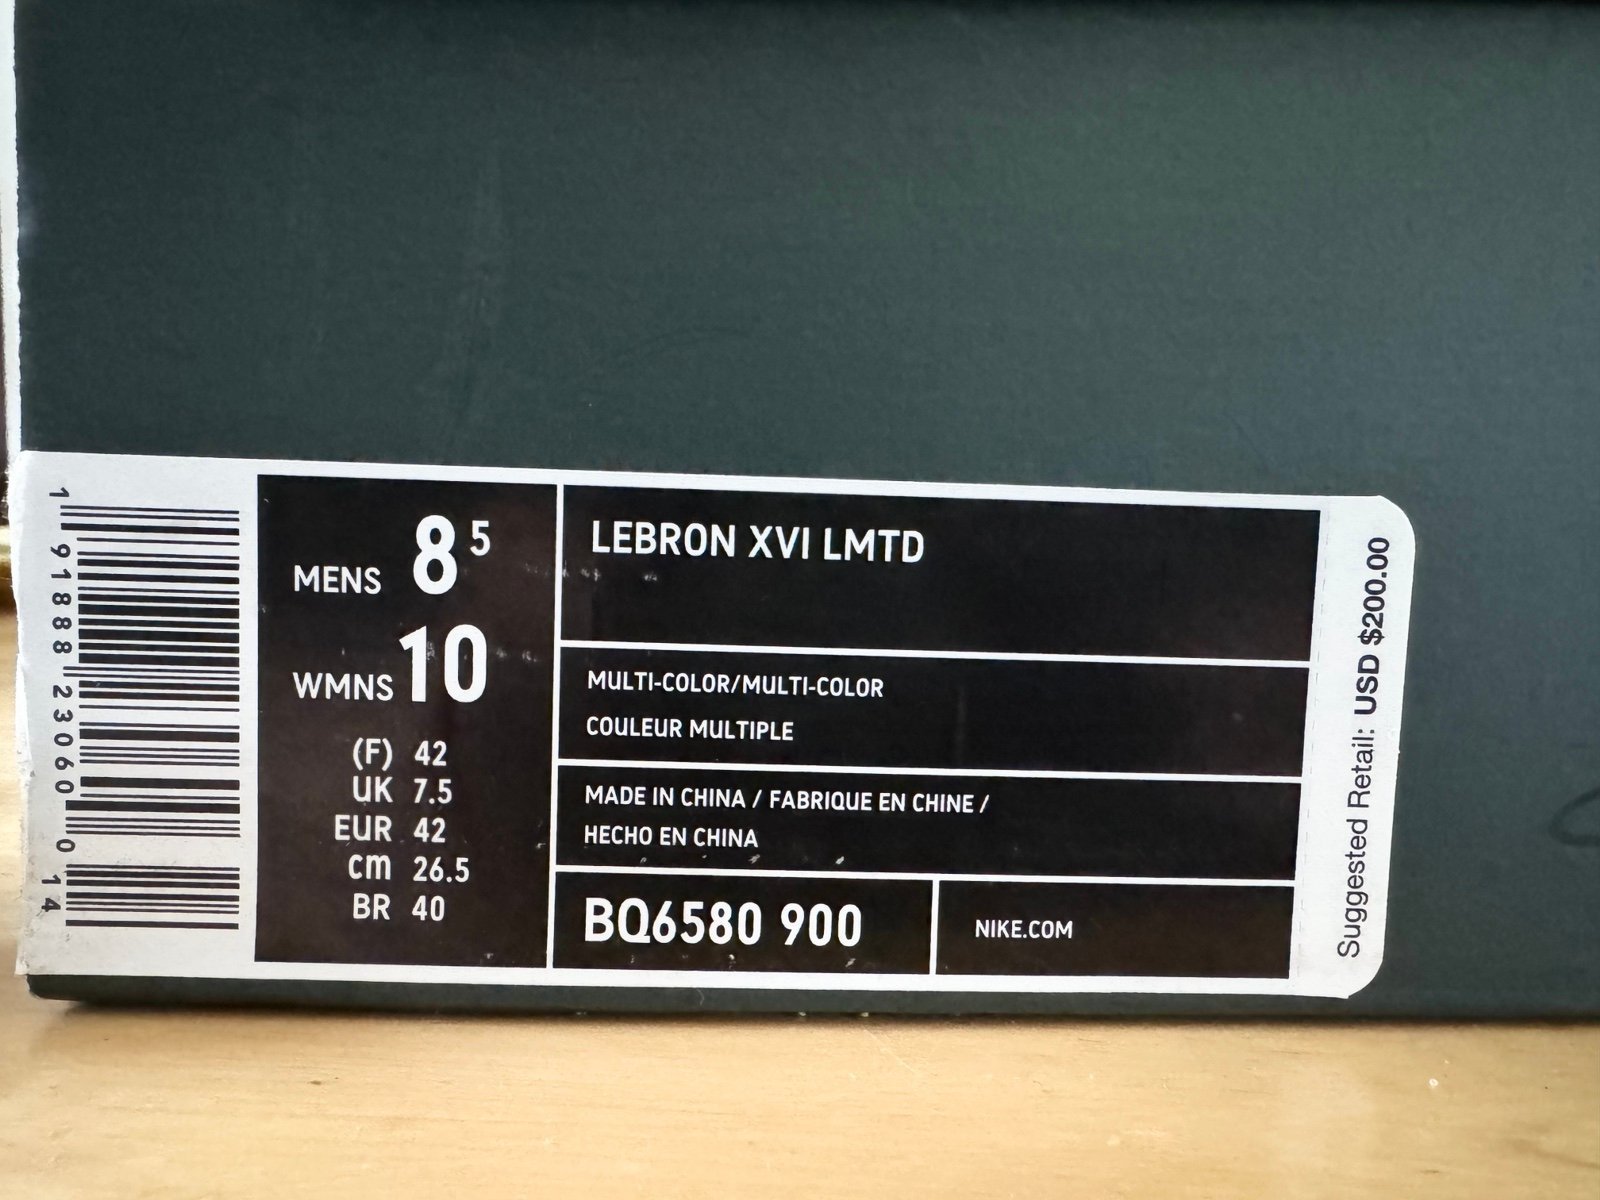 1 91888 23060 0 14
MENS 8 5
WMNS 10
(F) 42
UK 7.5
EUR 42
cm 26.5
BR 40
LEBRON XVI LMTD
MULTI-COLOR/MULTI-COLOR
COULEUR MULTIPLE
MADE IN CHINA / FABRIQUE EN CHINE /
HECHO EN CHINA
BQ6580 900
NIKE.COM
Suggested Retail: USD $200.00